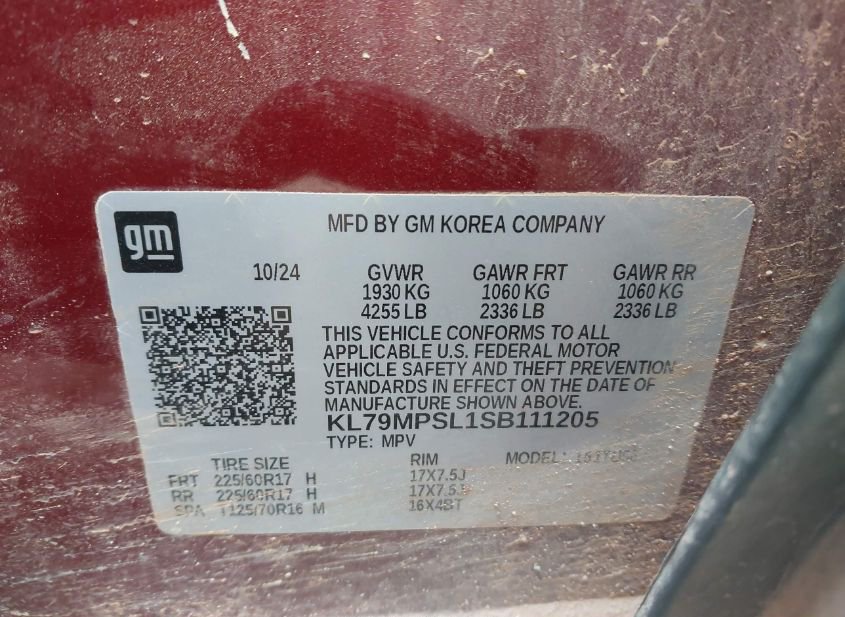 gm
MFD BY GM KOREA COMPANY
10/24 GVWR GAWR FRT GAWR RR
1930 KG 1060 KG 1060 KG
4255 LB 2336 LB 2336 LB
THIS VEHICLE CONFORMS TO ALL
APPLICABLE U.S. FEDERAL MOTOR
VEHICLE SAFETY AND THEFT PREVENTION
STANDARDS IN EFFECT ON THE DATE OF
MANUFACTURE SHOWN ABOVE.
KL79MPSL1SB111205
TYPE: MPV
TIRE SIZE RIM MODEL:
FRT 225/60R17 H 17X7.5J
RR 225/60R17 H 17X7.5J
SPA T125/70R16 M 16X4BT